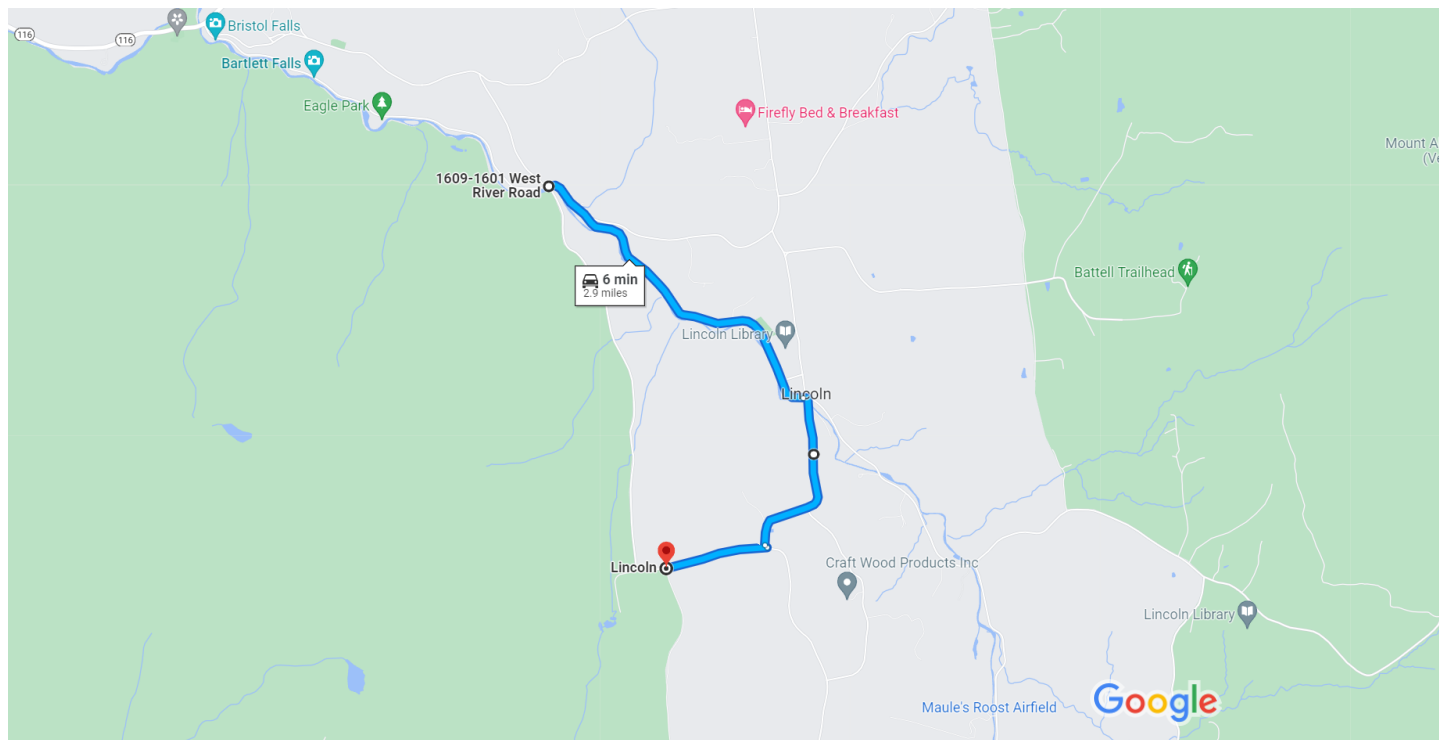 116
116
Bristol Falls
Bartlett Falls
Eagle Park
Firefly Bed & Breakfast
Mount A
(Ve
1609-1601 West
River Road
6 min
2.9 miles
Battell Trailhead
Lincoln Library
Lincoln
Lincoln
Craft Wood Products Inc
Lincoln Library
Maule's Roost Airfield
Google